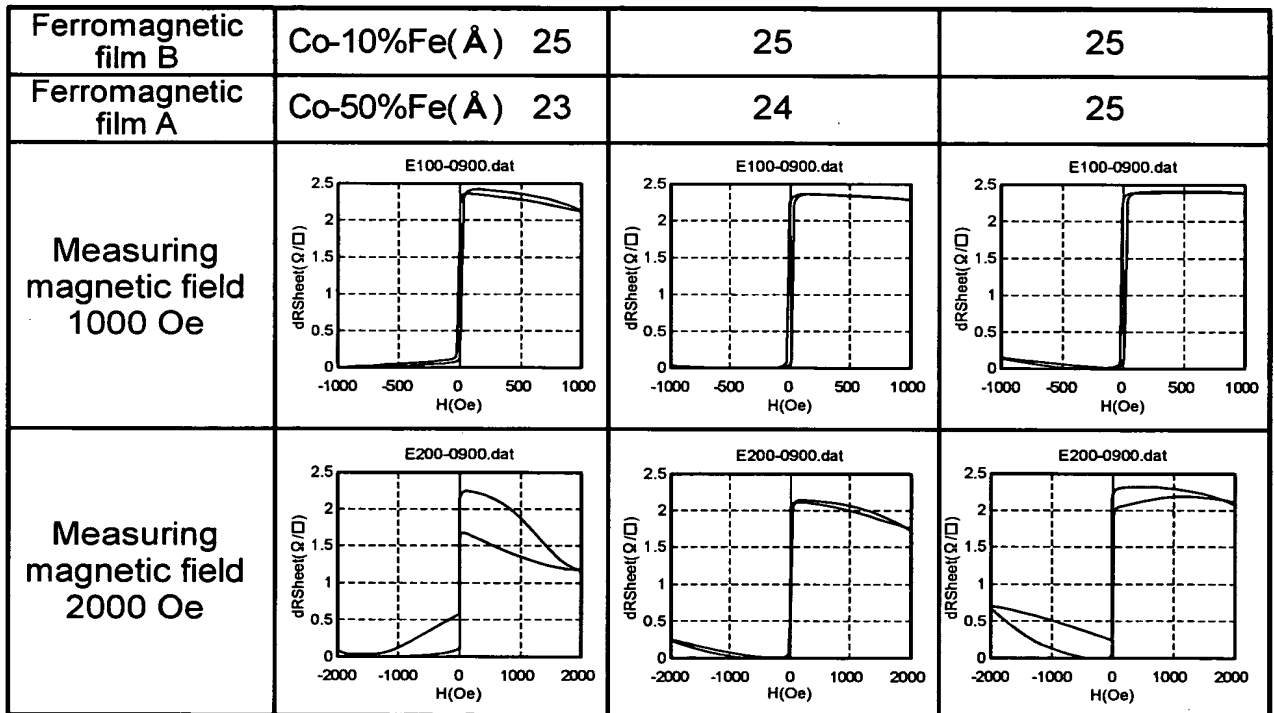 Ferromagnetic
film B
Co-10%Fe(Å) 25
25
25
Ferromagnetic
film A
Co-50%Fe(Å) 23
24
25
Measuring
magnetic field
1000 Oe
E100-0900.dat
dRSheet(Ω/□)
2.5
2
1.5
1
0.5
0
-1000
0
500
1000
H(Oe)
E100-0900.dat
dRSheet(Ω/□)
2.5
2
1.5
1
0.5
0
-1000
-500
0
500
1000
H(Oe)
E100-0900.dat
dRSheet(Ω/□)
2.5
2
1.5
1
0.5
0
-1000
-500
0
500
1000
H(Oe)
Measuring
magnetic field
2000 Oe
E200-0900.dat
dRSheet(Ω/□)
2.5
2
1.5
1
0.5
0
-2000
-1000
0
1000
2000
H(Oe)
E200-0900.dat
dRSheet(Ω/□)
2.5
2
1.5
1
0.5
0
-2000
-1000
0
1000
2000
H(Oe)
E200-0900.dat
dRSheet(Ω/□)
2.5
2
1.5
1
0.5
0
-2000
-1000
0
1000
2000
H(Oe)